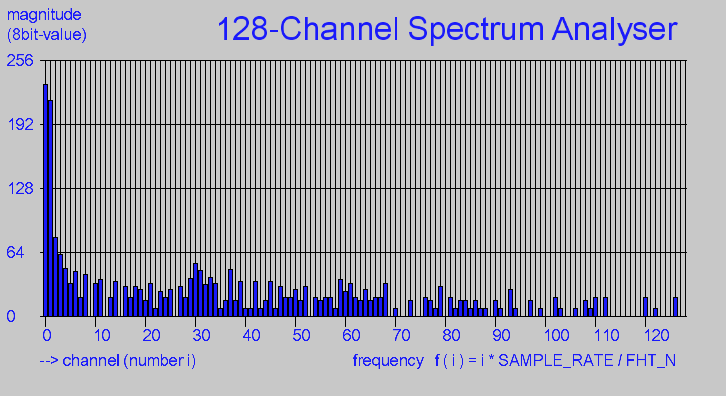 magnitude
(8bit-value)
128-Channel Spectrum Analyser
256
192
128
64
0
0 10 20 30 40 50 60 70 80 90 100 110 120
--> channel (number i) frequency f ( i ) = i * SAMPLE_RATE / FHT_N